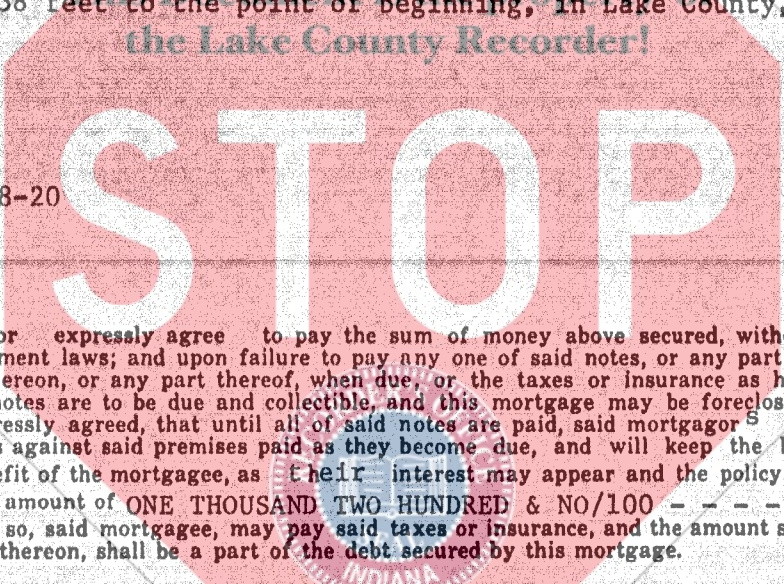 feet to the point of beginning, in Lake County,
the Lake County Recorder!
STOP
8-20
or expressly agree to pay the sum of money above secured, with
ment laws; and upon failure to pay any one of said notes, or any part
ereon, or any part thereof, when due, or the taxes or insurance as h
notes are to be due and collectible, and this mortgage may be foreclos
ressly agreed, that until all of said notes are paid, said mortgagor s
s against said premises paid as they become due, and will keep the
efit of the mortgagee, as their interest may appear and the policy
amount of ONE THOUSAND TWO HUNDRED & NO/100 - - - -
so, said mortgagee, may pay said taxes or insurance, and the amount s
thereon, shall be a part of the debt secured by this mortgage.
INDIANA